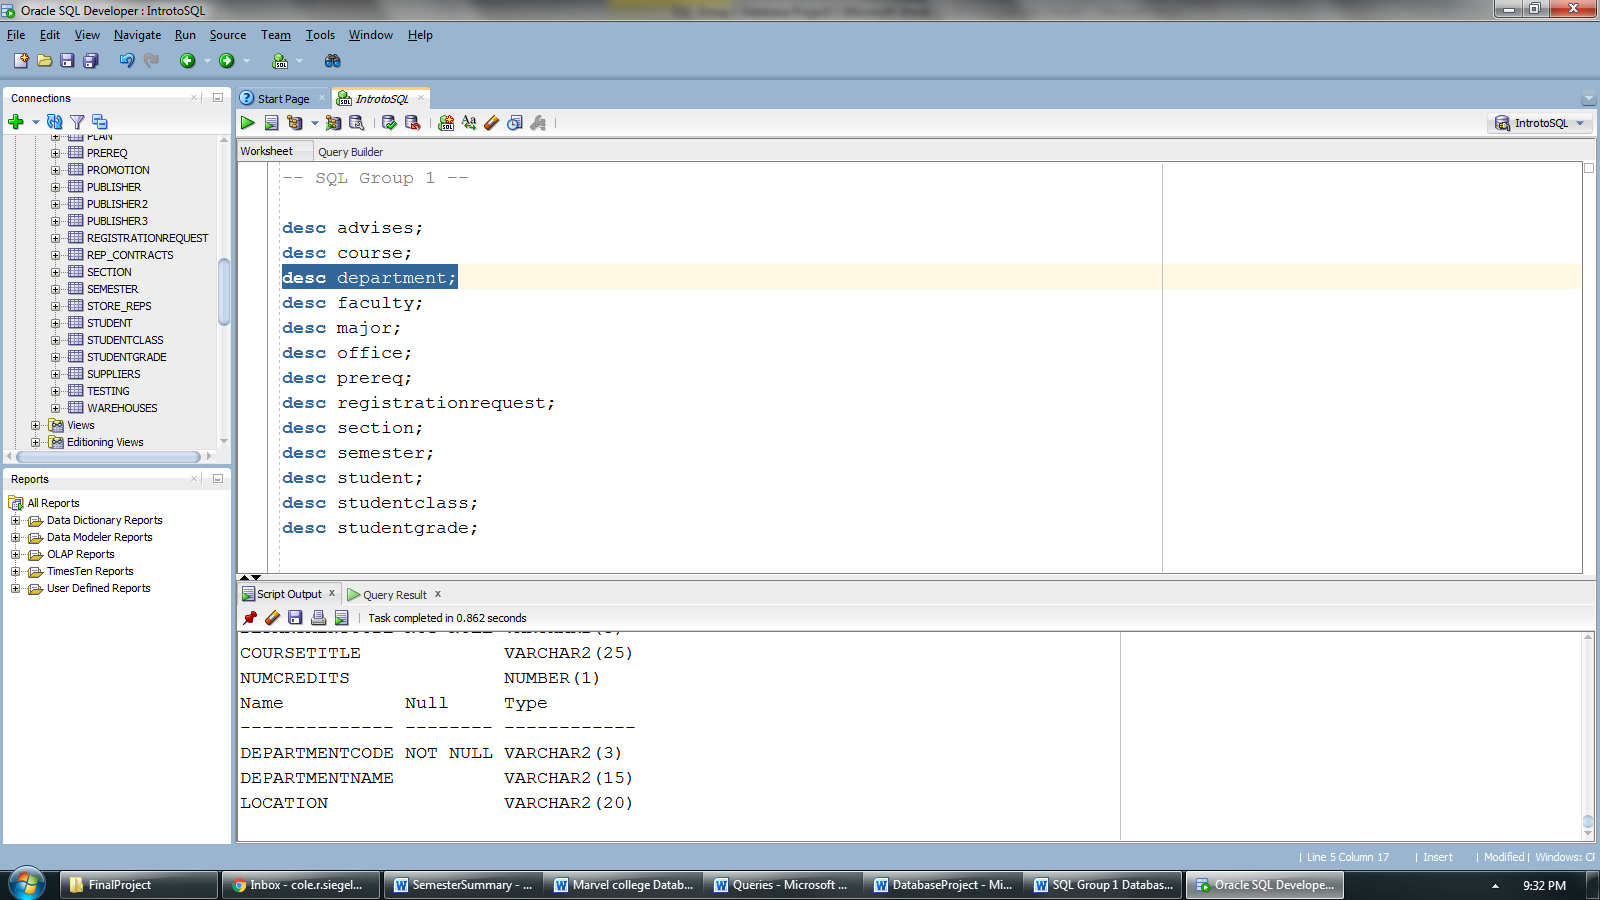 Oracle SQL Developer : IntrotoSQL
File Edit View Navigate Run Source Team Tools Window Help
Connections
PLAN
PREREQ
PROMOTION
PUBLISHER
PUBLISHER2
PUBLISHER3
REGISTRATIONREQUEST
REP_CONTRACTS
SECTION
SEMESTER
STORE_REPS
STUDENT
STUDENTCLASS
STUDENTGRADE
SUPPLIERS
TESTING
WAREHOUSES
Views
Editioning Views
Reports
All Reports
Data Dictionary Reports
Data Modeler Reports
OLAP Reports
TimesTen Reports
User Defined Reports
Start Page IntrotoSQL
IntrotoSQL
Worksheet Query Builder
-- SQL Group 1 --
desc advises;
desc course;
desc department;
desc faculty;
desc major;
desc office;
desc prereq;
desc registrationrequest;
desc section;
desc semester;
desc student;
desc studentclass;
desc studentgrade;
Script Output x Query Result x
Task completed in 0.862 seconds
COURSETITLE VARCHAR2(25)
NUMCREDITS NUMBER(1)
Name Null Type
-------------- -------- ------------
DEPARTMENTCODE NOT NULL VARCHAR2(3)
DEPARTMENTNAME VARCHAR2(15)
LOCATION VARCHAR2(20)
Line 5 Column 17 Insert Modified Windows: CF
FinalProject Inbox - cole.r.siegel... SemesterSummary - ... Marvel college Datab... Queries - Microsoft ... DatabaseProject - Mi... SQL Group 1 Databas... Oracle SQL Develope... 9:32 PM